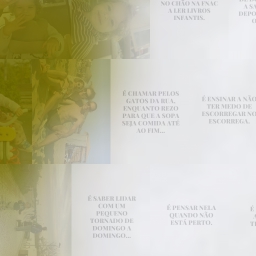 NO CHÃO NA FNAC
A LER LIVROS
INFANTIS.
É CHAMAR PELOS
GATOS DA RUA,
ENQUANTO REZO
PARA QUE A SOPA
SEJA COMIDA ATÉ
AO FIM...
É ENSINAR A NÃO
TER MEDO DE
ESCORREGAR NO
ESCORREGA.
É SABER LIDAR
COM UM
PEQUENO
TORNADO DE
DOMINGO A
DOMINGO...
É PENSAR NELA
QUANDO NÃO
ESTÁ PERTO.